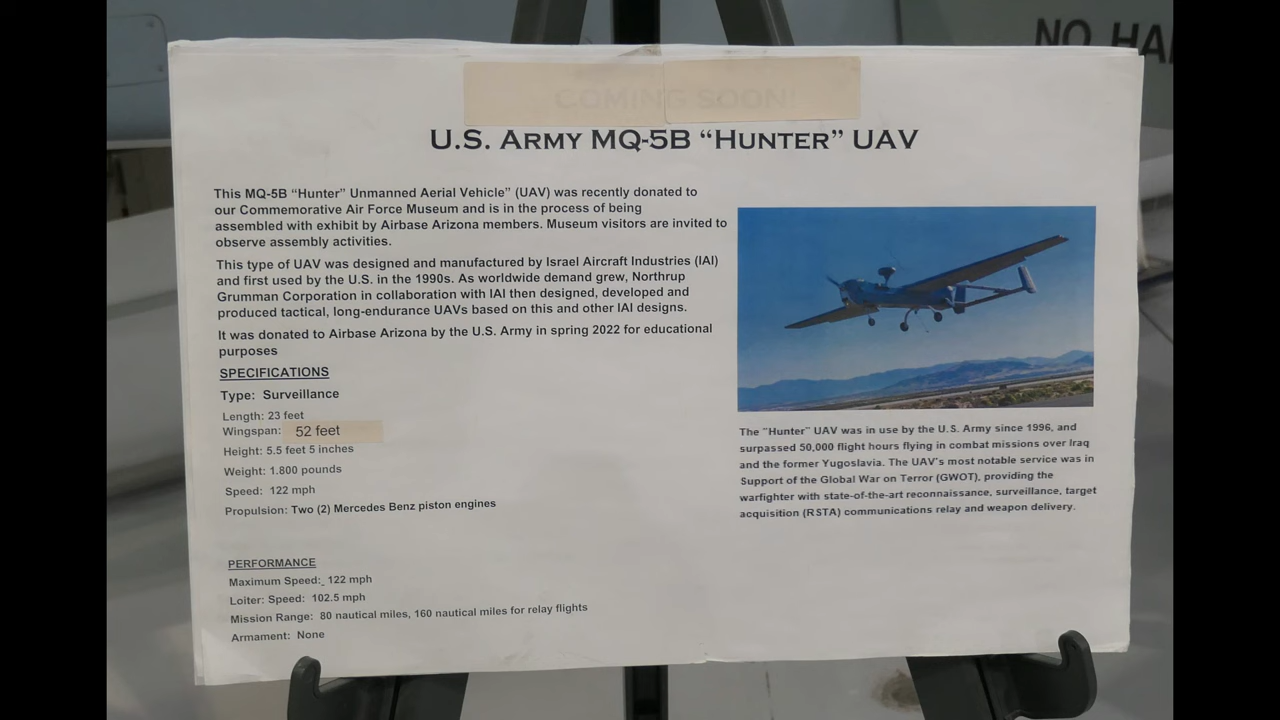 NO HA
COMING SOON!
U.S. ARMY MQ-5B “HUNTER” UAV
This MQ-5B “Hunter” Unmanned Aerial Vehicle” (UAV) was recently donated to
our Commemorative Air Force Museum and is in the process of being
assembled with exhibit by Airbase Arizona members. Museum visitors are invited to
observe assembly activities.
This type of UAV was designed and manufactured by Israel Aircraft Industries (IAI)
and first used by the U.S. in the 1990s. As worldwide demand grew, Northrup
Grumman Corporation in collaboration with IAI then designed, developed and
produced tactical, long-endurance UAVs based on this and other IAI designs.
It was donated to Airbase Arizona by the U.S. Army in spring 2022 for educational
purposes
SPECIFICATIONS
Type: Surveillance
Length: 23 feet
Wingspan: 52 feet
Height: 5.5 feet 5 inches
Weight: 1.800 pounds
Speed: 122 mph
Propulsion: Two (2) Mercedes Benz piston engines
PERFORMANCE
Maximum Speed: 122 mph
Loiter: Speed: 102.5 mph
Mission Range: 80 nautical miles, 160 nautical miles for relay flights
Armament: None
The “Hunter” UAV was in use by the U.S. Army since 1996, and
surpassed 50,000 flight hours flying in combat missions over Iraq
and the former Yugoslavia. The UAV’s most notable service was in
Support of the Global War on Terror (GWOT), providing the
warfighter with state-of-the-art reconnaissance, surveillance, target
acquisition (RSTA) communications relay and weapon delivery.